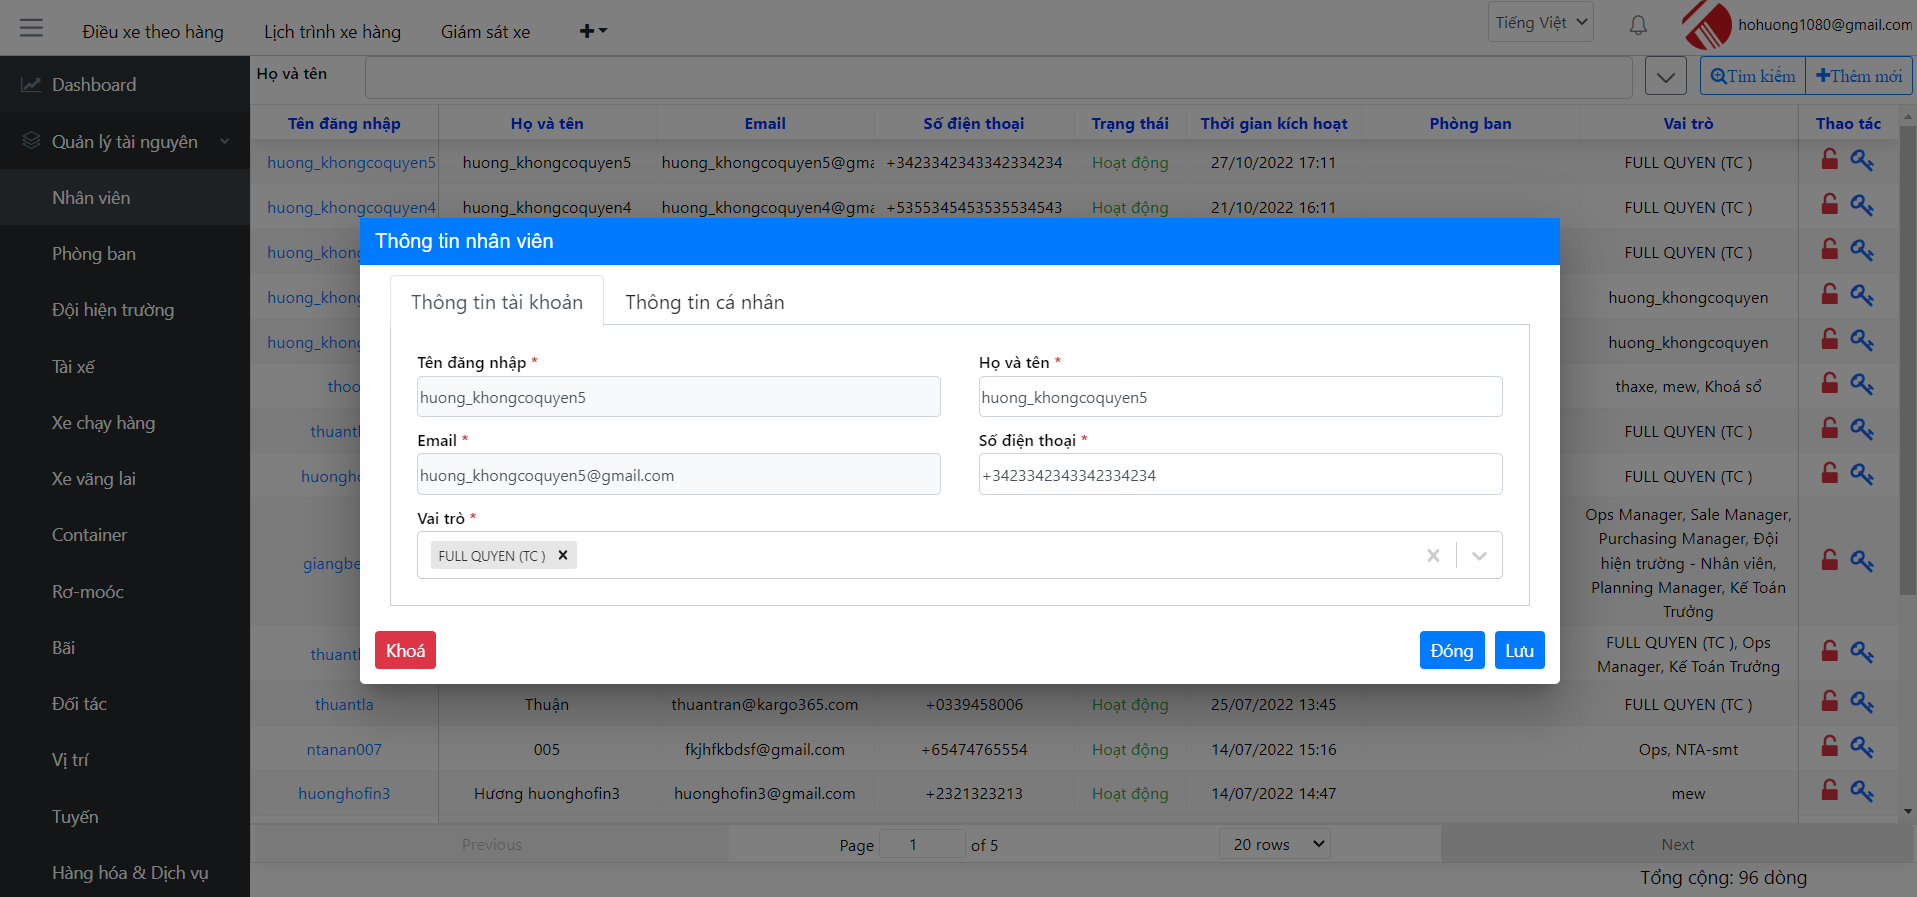 Điều xe theo hàng Lịch trình xe hàng Giám sát xe Tiếng Việt hohuong1080@gmail.com
Dashboard
Quản lý tài nguyên
Nhân viên
Phòng ban
Đội hiện trường
Tài xế
Xe chạy hàng
Xe vãng lai
Container
Rơ-moóc
Bãi
Đối tác
Vị trí
Tuyến
Hàng hóa & Dịch vụ
Họ và tên Tìm kiếm Thêm mới
Tên đăng nhập Họ và tên Email Số điện thoại Trạng thái Thời gian kích hoạt Phòng ban Vai trò Thao tác
huong_khongcoquyen5 huong_khongcoquyen5 huong_khongcoquyen5@gma +3423342343342334234 Hoạt động 27/10/2022 17:11 FULL QUYEN (TC )
huong_khongcoquyen4 huong_khongcoquyen4 huong_khongcoquyen4@gma +5355345453535534543 Hoạt động 21/10/2022 16:11 FULL QUYEN (TC )
huong_khong FULL QUYEN (TC )
huong_khong huong_khongcoquyen
huong_khong huong_khongcoquyen
thoo thaxe, mew, Khoá sổ
thuantl FULL QUYEN (TC )
huongho FULL QUYEN (TC )
giangbe Ops Manager, Sale Manager,
Purchasing Manager, Đội
hiện trường - Nhân viên,
Planning Manager, Kế Toán
Trưởng
thuantl FULL QUYEN (TC ), Ops
Manager, Kế Toán Trưởng
Thông tin nhân viên
Thông tin tài khoản Thông tin cá nhân
Tên đăng nhập * Họ và tên *
huong_khongcoquyen5 huong_khongcoquyen5
Email * Số điện thoại *
huong_khongcoquyen5@gmail.com +3423342343342334234
Vai trò *
FULL QUYEN (TC )
Khoá Đóng Lưu
thuantla Thuận thuantran@kargo365.com +0339458006 Hoạt động 25/07/2022 13:45 FULL QUYEN (TC )
ntanan007 005 fkjhfkbdsf@gmail.com +65474765554 Hoạt động 14/07/2022 15:16 Ops, NTA-smt
huonghofin3 Hương huonghofin3 huonghofin3@gmail.com +2321323213 Hoạt động 14/07/2022 14:47 mew
Previous Page 1 of 5 20 rows Next
Tổng cộng: 96 dòng